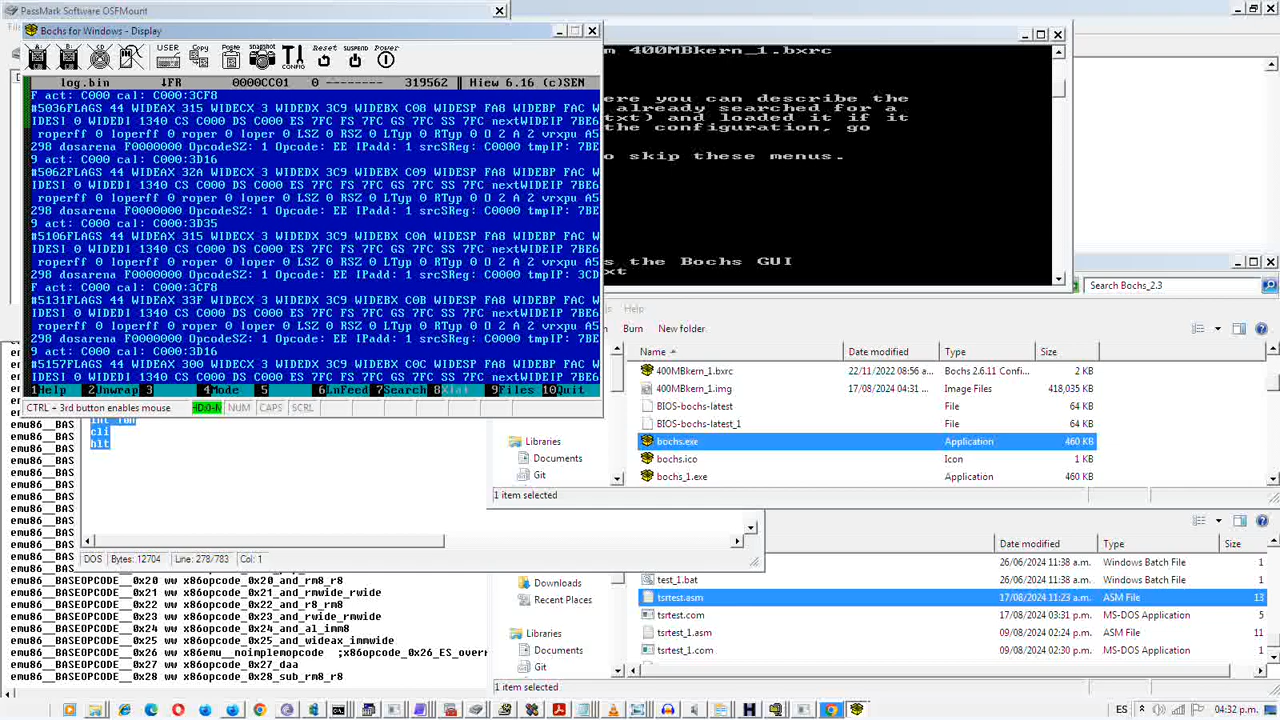 PassMark Software OSFMount
Bochs for Windows - Display
USER Copy Paste snapshot Reset SUSPEND Power
CONFIG
log.bin ↓FR 0000CC01 0 -------- 319562 ║ Hiew 6.16 (c)SEN
F act: C000 cal: C000:3CF8
#5036FLAGS 44 WIDEAX 315 WIDECX 3 WIDEDX 3C9 WIDEBX C08 WIDESP FA8 WIDEBP FAC W
IDESI 0 WIDEDI 1340 CS C000 DS C000 ES 7FC FS 7FC GS 7FC SS 7FC nextWIDEIP 7BE6
roperff 0 loperff 0 roper 0 loper 0 LSZ 0 RSZ 0 LTyp 0 RTyp 0 O 2 A 2 vrxpu A5
298 dosarena F0000000 OpcodeSZ: 1 Opcode: EE IPadd: 1 srcSReg: C0000 tmpIP: 7BE
9 act: C000 cal: C000:3D16
#5062FLAGS 44 WIDEAX 32A WIDECX 3 WIDEDX 3C9 WIDEBX C09 WIDESP FA8 WIDEBP FAC W
IDESI 0 WIDEDI 1340 CS C000 DS C000 ES 7FC FS 7FC GS 7FC SS 7FC nextWIDEIP 7BE6
roperff 0 loperff 0 roper 0 loper 0 LSZ 0 RSZ 0 LTyp 0 RTyp 0 O 2 A 2 vrxpu A5
298 dosarena F0000000 OpcodeSZ: 1 Opcode: EE IPadd: 1 srcSReg: C0000 tmpIP: 7BE
9 act: C000 cal: C000:3D35
#5106FLAGS 44 WIDEAX 315 WIDECX 3 WIDEDX 3C9 WIDEBX C0A WIDESP FA8 WIDEBP FAC W
IDESI 0 WIDEDI 1340 CS C000 DS C000 ES 7FC FS 7FC GS 7FC SS 7FC nextWIDEIP 7BE6
roperff 0 loperff 0 roper 0 loper 0 LSZ 0 RSZ 0 LTyp 0 RTyp 0 O 2 A 2 vrxpu A5
298 dosarena F0000000 OpcodeSZ: 1 Opcode: EE IPadd: 1 srcSReg: C0000 tmpIP: 3CD
F act: C000 cal: C000:3CF8
#5131FLAGS 44 WIDEAX 33F WIDECX 3 WIDEDX 3C9 WIDEBX C0B WIDESP FA8 WIDEBP FAC W
IDESI 0 WIDEDI 1340 CS C000 DS C000 ES 7FC FS 7FC GS 7FC SS 7FC nextWIDEIP 7BE6
roperff 0 loperff 0 roper 0 loper 0 LSZ 0 RSZ 0 LTyp 0 RTyp 0 O 2 A 2 vrxpu A5
298 dosarena F0000000 OpcodeSZ: 1 Opcode: EE IPadd: 1 srcSReg: C0000 tmpIP: 7BE
9 act: C000 cal: C000:3D16
#5157FLAGS 44 WIDEAX 300 WIDECX 3 WIDEDX 3C9 WIDEBX C0C WIDESP FA8 WIDEBP FAC W
IDESI 0 WIDEDI 1340 CS C000 DS C000 ES 7FC FS 7FC GS 7FC SS 7FC nextWIDEIP 7BE6
1Help 2Unwrap 3 4Mode 5 6LnFeed 7Search 8Xlat 9Files 10Quit
CTRL + 3rd button enables mouse HD:0-M NUM CAPS SCRL
m 400MBkern_1.bxrc
ere you can describe the
already searched for a
txt) and loaded it if it
the configuration, go
o skip these menus.
s the Bochs GUI
xt
Search Bochs_2.3
Help
Burn New folder
Name Date modified Type Size
400MBkern_1.bxrc 22/11/2022 08:56 a... Bochs 2.6.11 Confi... 2 KB
400MBkern_1.img 17/08/2024 04:31 ... Image Files 418,035 KB
BIOS-bochs-latest File 64 KB
BIOS-bochs-latest_1 File 64 KB
bochs.exe Application 460 KB
bochs.ico Icon 1 KB
bochs_1.exe Application 460 KB
Libraries
Documents
Git
1 item selected
cli
hlt
emu86__BAS
emu86__BAS
emu86__BAS
emu86__BAS
emu86__BAS
emu86__BAS
emu86__BAS
emu86__BAS
emu86__BAS
emu86__BAS
emu86__BAS
DOS Bytes: 12704 Line: 278/783 Col: 1
emu86__BASEOPCODE__0x20 ww x86opcode_0x20_and_rm8_r8
emu86__BASEOPCODE__0x21 ww x86opcode_0x21_and_rmwide_rwide
emu86__BASEOPCODE__0x22 ww x86opcode_0x22_and_r8_rm8
emu86__BASEOPCODE__0x23 ww x86opcode_0x23_and_rwide_rmwide
emu86__BASEOPCODE__0x24 ww x86opcode_0x24_and_al_imm8
emu86__BASEOPCODE__0x25 ww x86opcode_0x25_and_wideax_immwide
emu86__BASEOPCODE__0x26 ww x86emu__noimplemopcode ;x86opcode_0x26_ES_overr
emu86__BASEOPCODE__0x27 ww x86opcode_0x27_daa
emu86__BASEOPCODE__0x28 ww x86opcode_0x28_sub_rm8_r8
Date modified Type Size
26/06/2024 11:38 a.m. Windows Batch File 1
test_1.bat 26/06/2024 11:38 a.m. Windows Batch File 1
tsrtest.asm 17/08/2024 11:23 a.m. ASM File 13
tsrtest.com 17/08/2024 03:31 p.m. MS-DOS Application 5
tsrtest_1.asm 09/08/2024 02:24 p.m. ASM File 11
tsrtest_1.com 09/08/2024 02:30 p.m. MS-DOS Application 5
Downloads
Recent Places
Libraries
Documents
Git
1 item selected
ES 04:32 p.m.